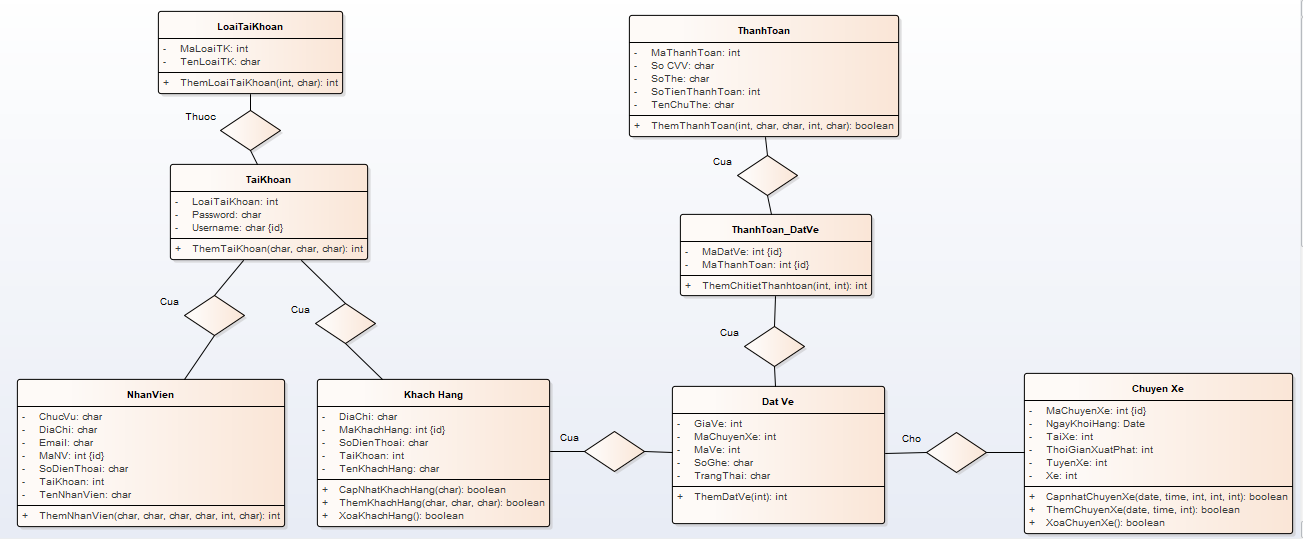 LoaiTaiKhoan
- MaLoaiTK: int
- TenLoaiTK: char
+ ThemLoaiTaiKhoan(int, char): int
Thuoc
TaiKhoan
- LoaiTaiKhoan: int
- Password: char
- Username: char {id}
+ ThemTaiKhoan(char, char, char): int
Cua
Cua
NhanVien
- ChucVu: char
- DiaChi: char
- Email: char
- MaNV: int {id}
- SoDienThoai: char
- TaiKhoan: int
- TenNhanVien: char
+ ThemNhanVien(char, char, char, char, int, char): int
Khach Hang
- DiaChi: char
- MaKhachHang: int {id}
- SoDienThoai: char
- TaiKhoan: int
- TenKhachHang: char
+ CapNhatKhachHang(char): boolean
+ ThemKhachHang(char, char, char): boolean
+ XoaKhachHang(): boolean
Cua
ThanhToan
- MaThanhToan: int
- So CVV: char
- SoThe: char
- SoTienThanhToan: int
- TenChuThe: char
+ ThemThanhToan(int, char, char, int, char): boolean
Cua
ThanhToan_DatVe
- MaDatVe: int {id}
- MaThanhToan: int {id}
+ ThemChitietThanhtoan(int, int): int
Cua
Dat Ve
- GiaVe: int
- MaChuyenXe: int
- MaVe: int
- SoGhe: char
- TrangThai: char
+ ThemDatVe(int): int
Cho
Chuyen Xe
- MaChuyenXe: int {id}
- NgayKhoiHang: Date
- TaiXe: int
- ThoiGianXuatPhat: int
- TuyenXe: int
- Xe: int
+ CapnhatChuyenXe(date, time, int, int, int): boolean
+ ThemChuyenXe(date, time, int): boolean
+ XoaChuyenXe(): boolean